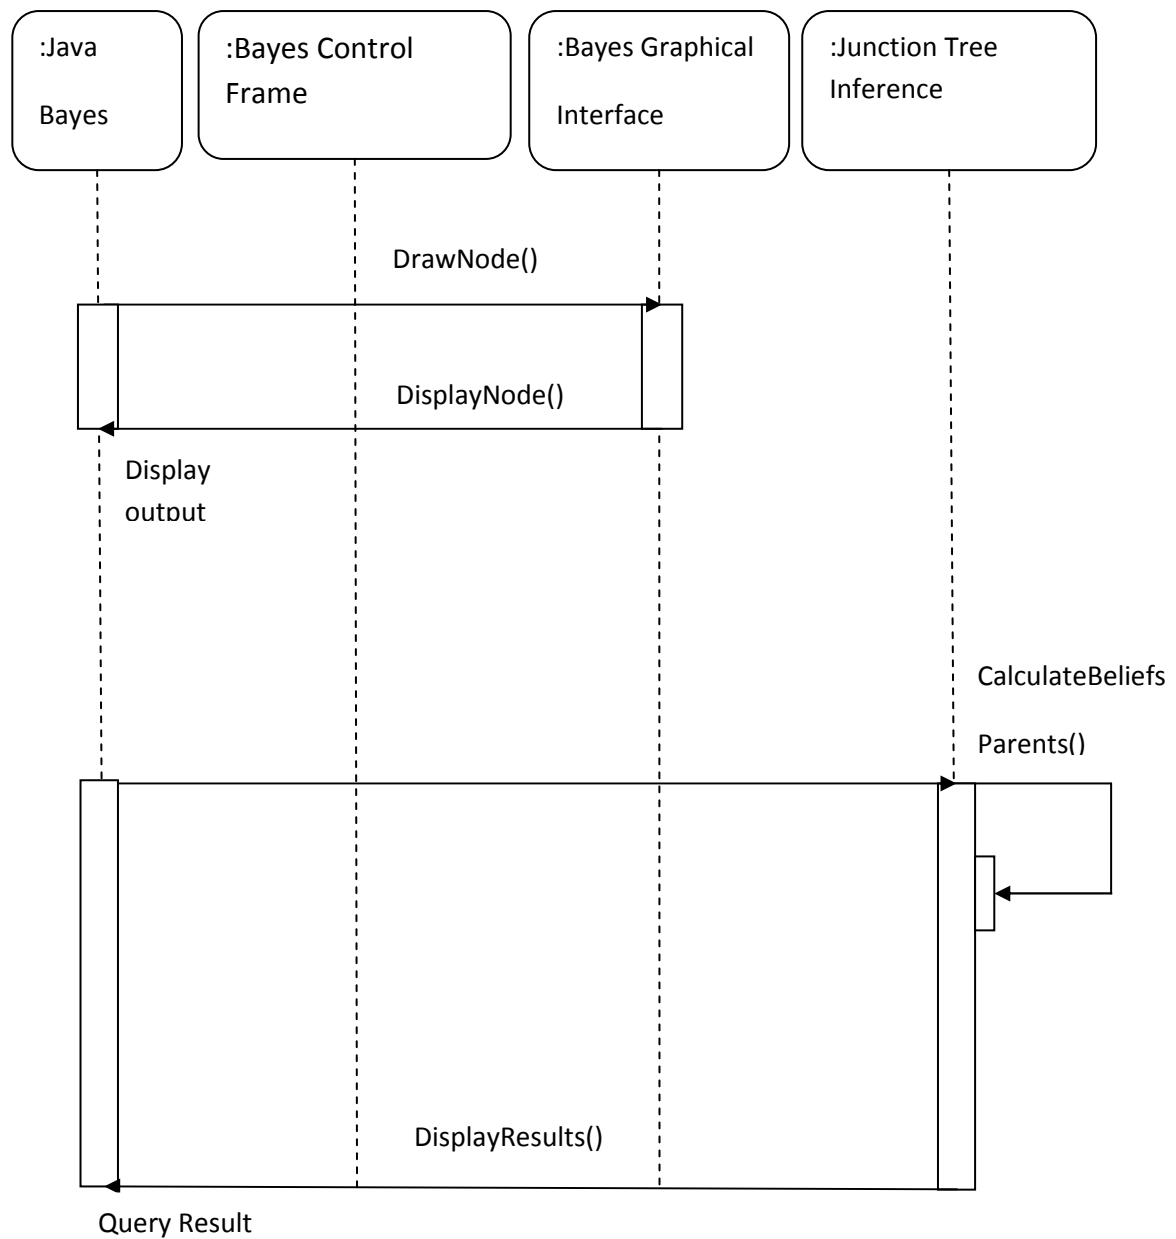 :Java
Bayes
:Bayes Control
Frame
:Bayes Graphical
Interface
:Junction Tree
Inference
DrawNode()
DisplayNode()
Display
output
CalculateBeliefs
Parents()
DisplayResults()
Query Result